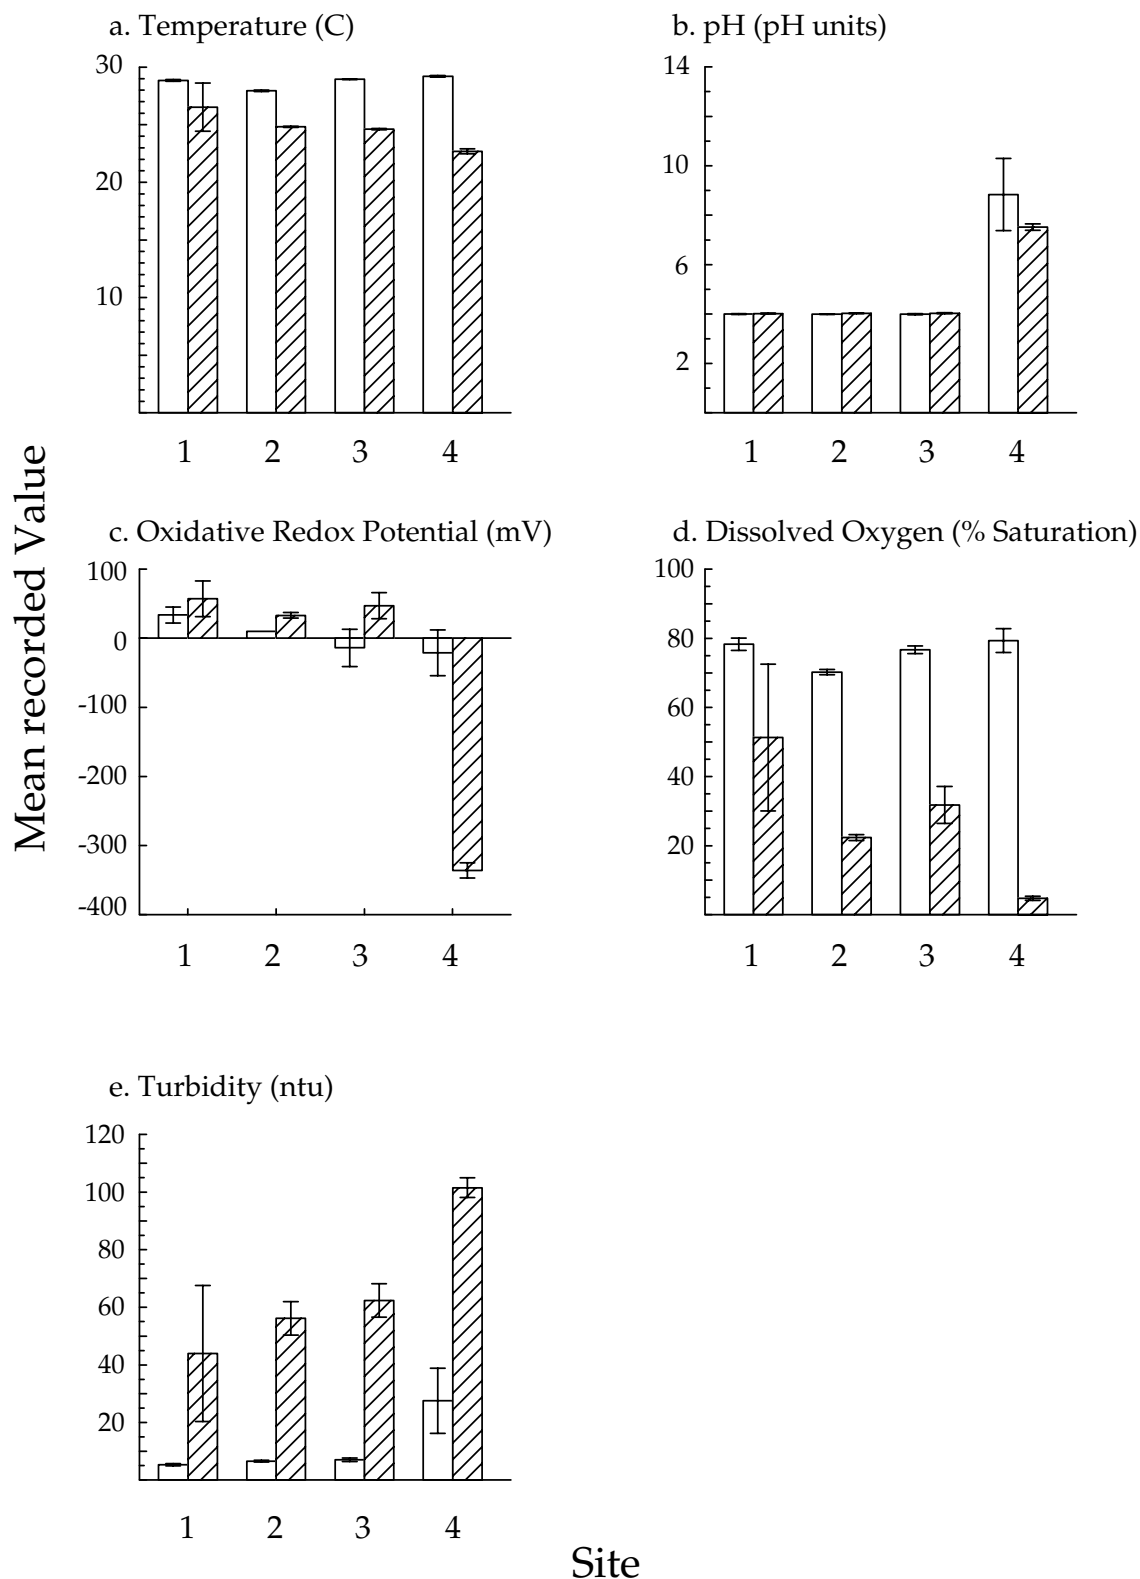 a. Temperature (C)
30
20
10
1 2 3 4
b. pH (pH units)
14
10
6
2
1 2 3 4
Mean recorded Value
c. Oxidative Redox Potential (mV)
100
0
-100
-200
-300
-400
1 2 3 4
d. Dissolved Oxygen (% Saturation)
100
80
60
40
20
1 2 3 4
e. Turbidity (ntu)
120
100
80
60
40
20
1 2 3 4
Site